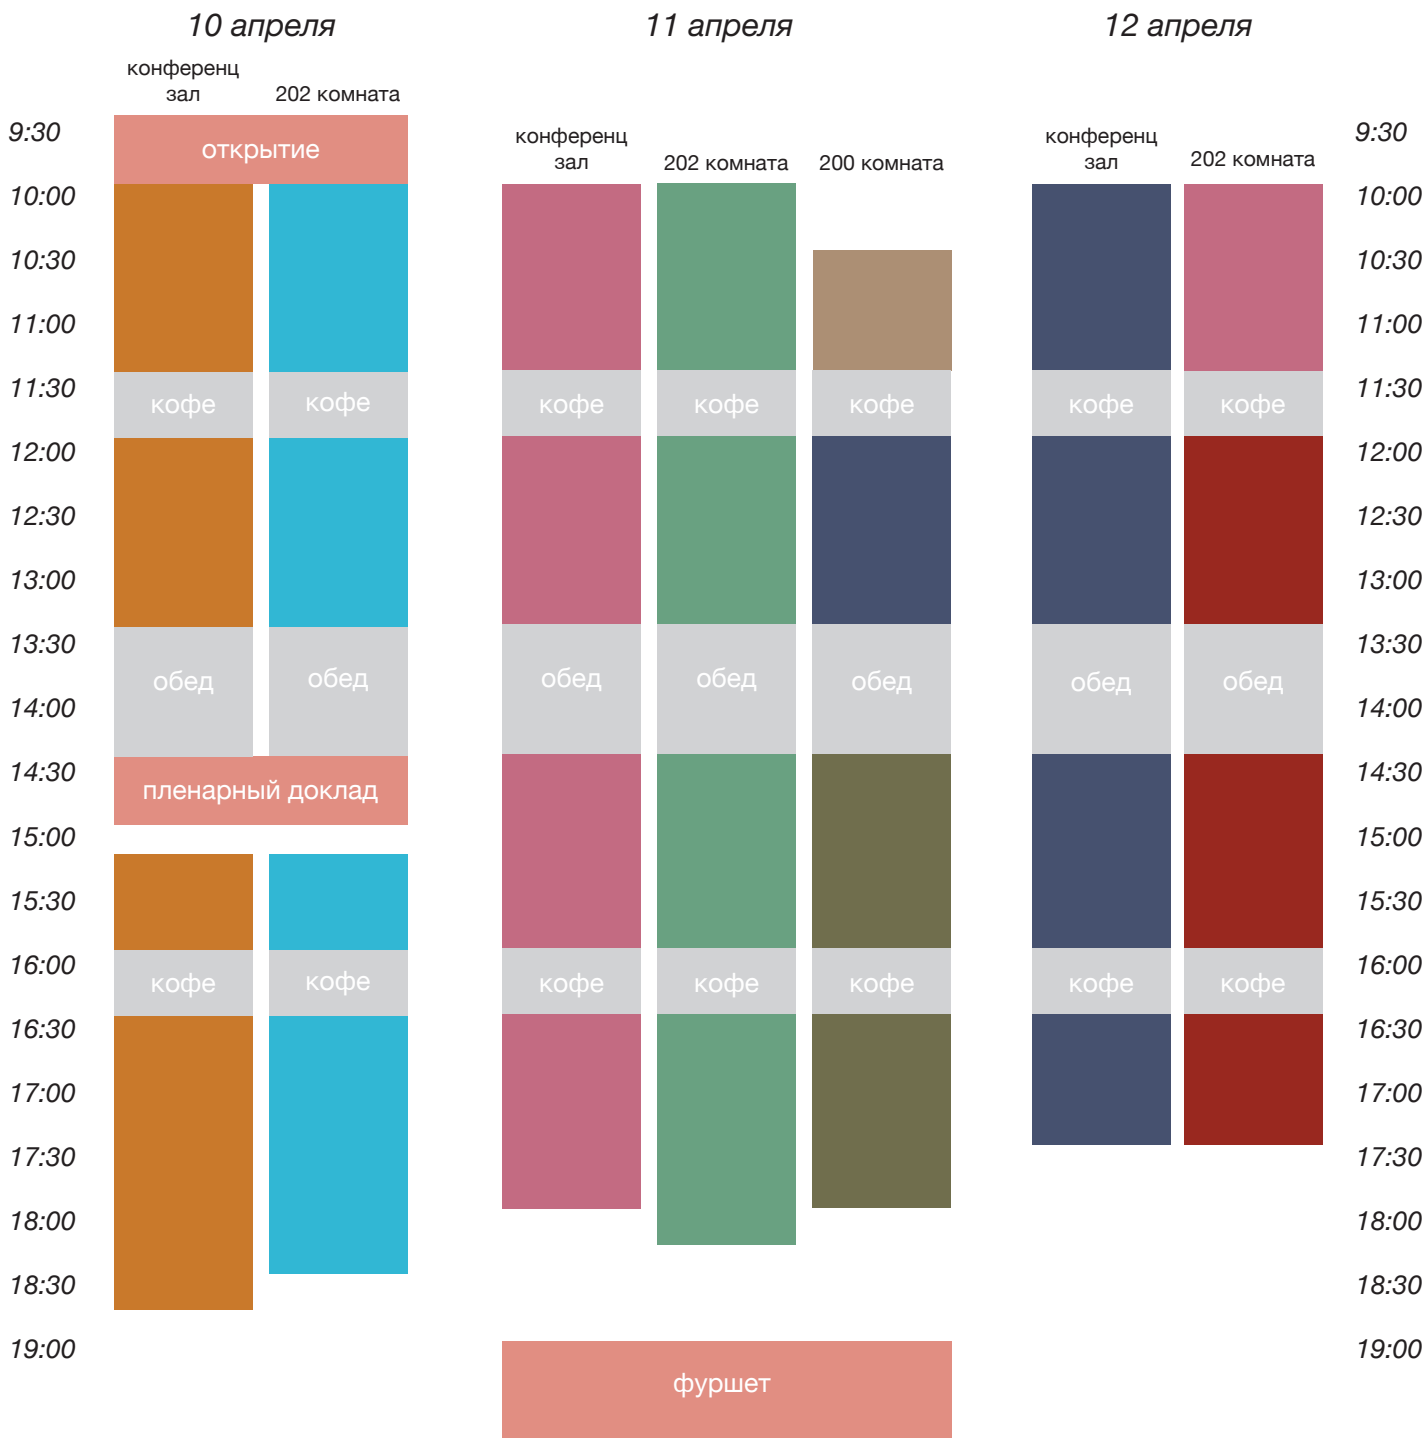 10 апреля
11 апреля
12 апреля
конференц
зал
202 комната
конференц
зал
202 комната
200 комната
конференц
зал
202 комната
9:30
открытие
9:30
10:00
10:00
10:30
10:30
11:00
11:00
11:30
кофе
кофе
кофе
кофе
кофе
кофе
кофе
11:30
12:00
12:00
12:30
12:30
13:00
13:00
13:30
13:30
обед
обед
обед
обед
обед
обед
обед
14:00
14:00
14:30
14:30
пленарный доклад
15:00
15:00
15:30
15:30
16:00
16:00
кофе
кофе
кофе
кофе
кофе
кофе
кофе
16:30
16:30
17:00
17:00
17:30
17:30
18:00
18:00
18:30
18:30
19:00
19:00
фуршет